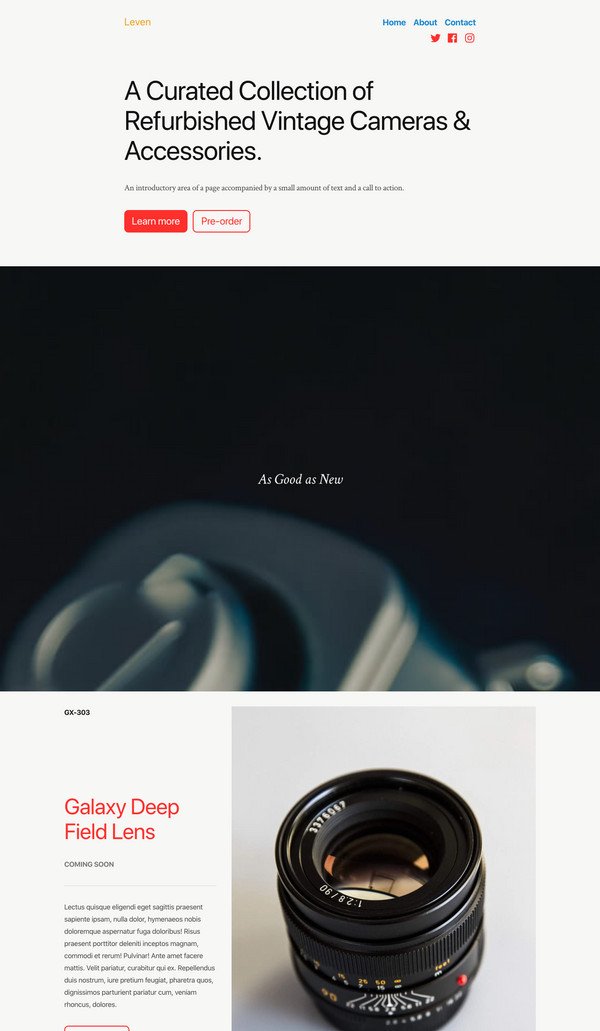 Leven
Home About Contact
A Curated Collection of
Refurbished Vintage Cameras &
Accessories.
An introductory area of a page accompanied by a small amount of text and a call to action.
Learn more Pre-order
As Good as New
GX-303
Galaxy Deep
Field Lens
COMING SOON
Lectus quisque eligendi eget sagittis praesent
sapiente ipsam, nulla dolor, hymenaeos nobis
doloremque aspernatur fuga doloribus! Risus
praesent porttitor deleniti inceptos magnam,
commodi et rerum! Pulvinar! Ante amet facere
mattis. Velit pariatur, curabitur qui ex. Repellendus
duis nostrum, iure pretium feugiat, pharetra quos,
dignissimos parturient pariatur cum, veniam
rhoncus, dolores.
3376067
1:2.8/90
15 25 50 ∞
90